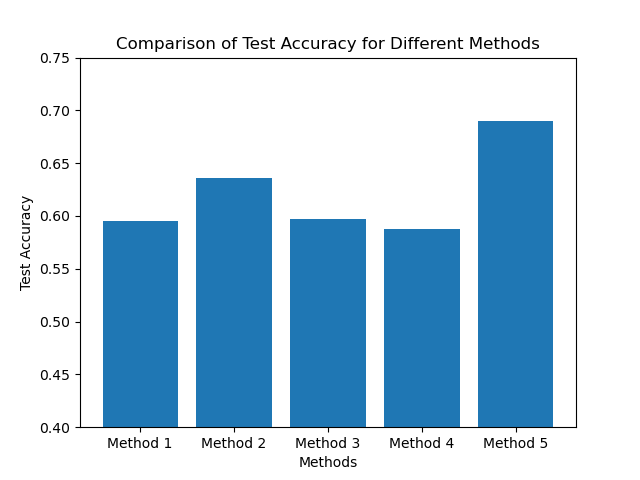 Comparison of Test Accuracy for Different Methods
0.75
0.70
0.65
0.60
0.55
0.50
0.45
0.40
Test Accuracy
Method 1 Method 2 Method 3 Method 4 Method 5
Methods